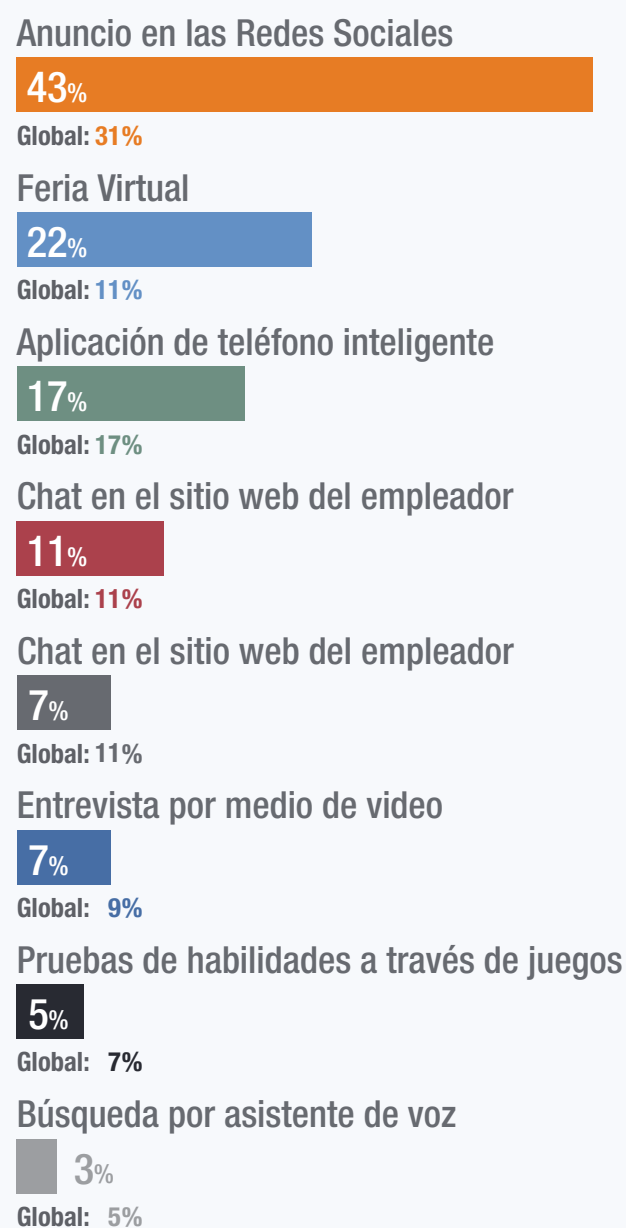 Anuncio en las Redes Sociales
43%
Global: 31%
Feria Virtual
22%
Global: 11%
Aplicación de teléfono inteligente
17%
Global: 17%
Chat en el sitio web del empleador
11%
Global: 11%
Chat en el sitio web del empleador
7%
Global: 11%
Entrevista por medio de video
7%
Global: 9%
Pruebas de habilidades a través de juegos
5%
Global: 7%
Búsqueda por asistente de voz
3%
Global: 5%